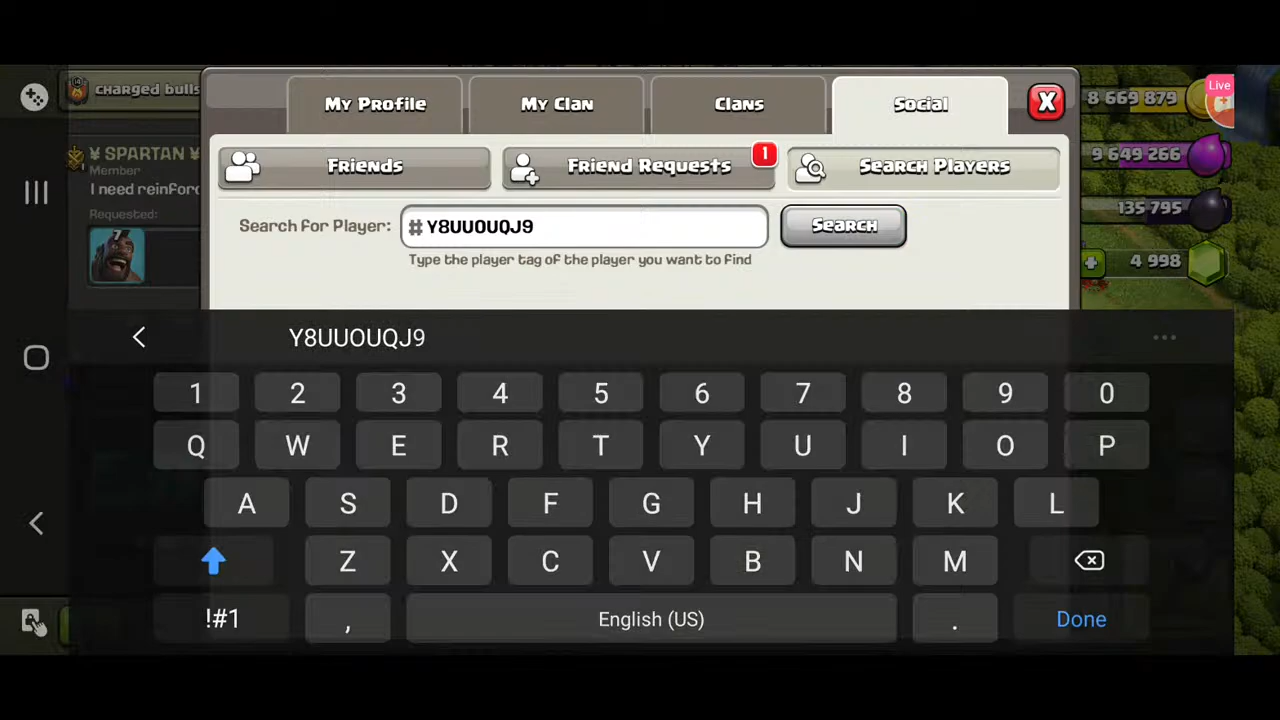 My Profile
My Clan
Clans
Social
charged bulls
8 669 879
Live
¥ SPARTAN ¥
Member
I need reinforc
Requested:
7
Friends
Friend Requests
1
Search Players
9 649 266
135 795
4 998
Search for Player:
# Y8UUOUQJ9
Search
Type the player tag of the player you want to find
Y8UUOUQJ9
1 2 3 4 5 6 7 8 9 0
Q W E R T Y U I O P
A S D F G H J K L
Z X C V B N M
!#1 , English (US) . Done